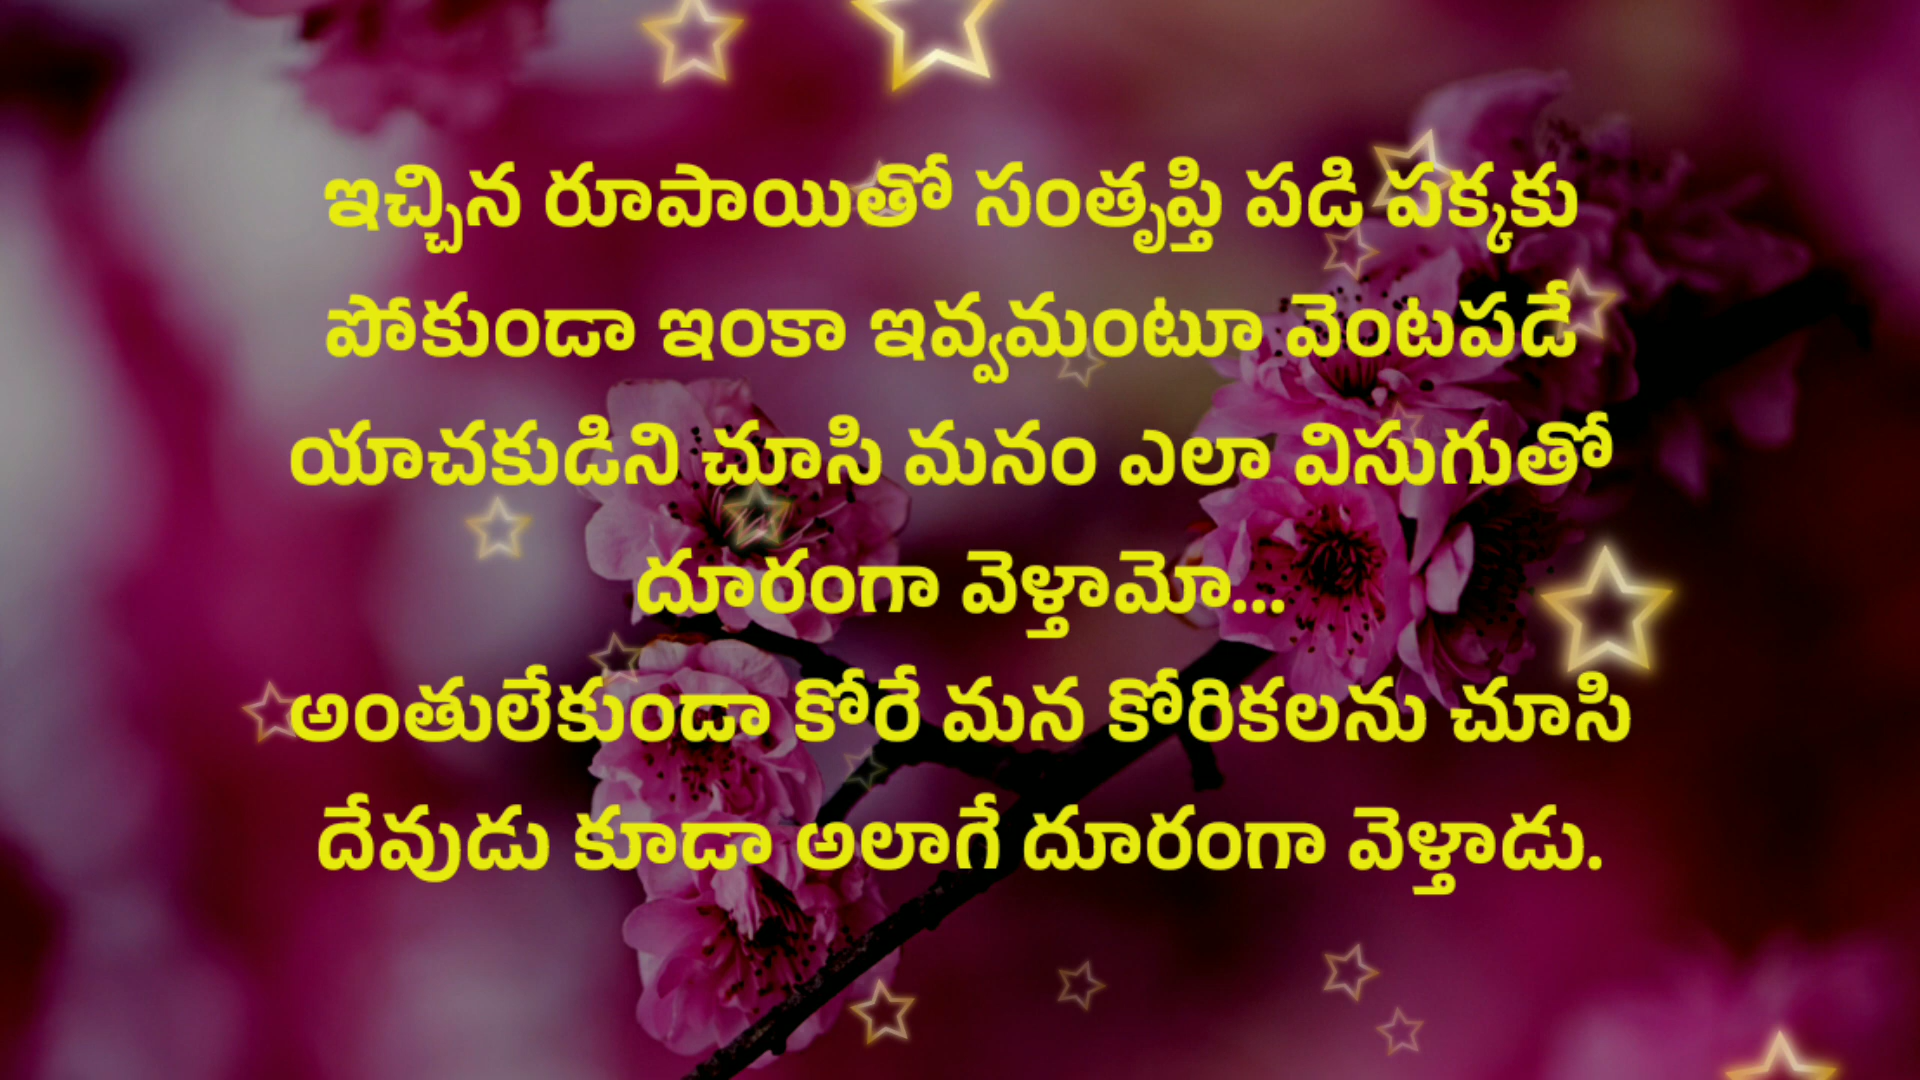 ఇచ్చిన రూపాయితో సంతృప్తి పడి పక్కకు
పోకుండా ఇంకా ఇవ్వమంటూ వెంటపడే
యాచకుడిని చూసి మనం ఎలా విసుగుతో
దూరంగా వెళ్తామో...
అంతులేకుండా కోరే మన కోరికలను చూసి
దేవుడు కూడా అలాగే దూరంగా వెళ్తాడు.